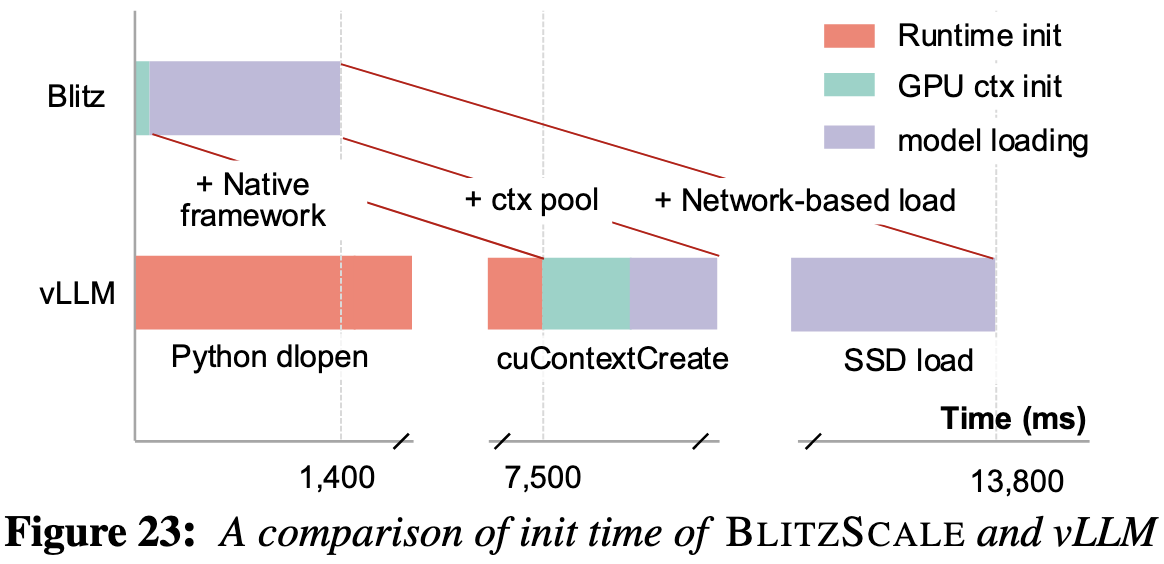 Runtime init
GPU ctx init
model loading
Blitz
+ Native
framework
+ ctx pool
+ Network-based load
vLLM
Python dlopen
cuContextCreate
SSD load
Time (ms)
1,400
7,500
13,800
Figure 23: A comparison of init time of BLITZSCALE and vLLM